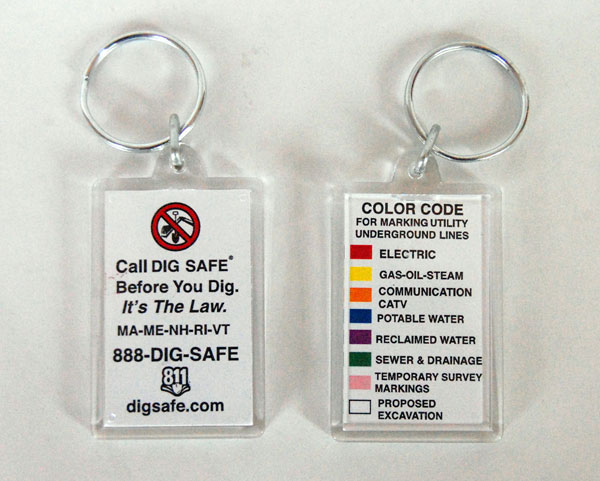 Call DIG SAFE®
Before You Dig.
It's The Law.
MA-ME-NH-RI-VT
888-DIG-SAFE
811
digsafe.com
COLOR CODE
FOR MARKING UTILITY
UNDERGROUND LINES
ELECTRIC
GAS-OIL-STEAM
COMMUNICATION
CATV
POTABLE WATER
RECLAIMED WATER
SEWER & DRAINAGE
TEMPORARY SURVEY
MARKINGS
PROPOSED
EXCAVATION